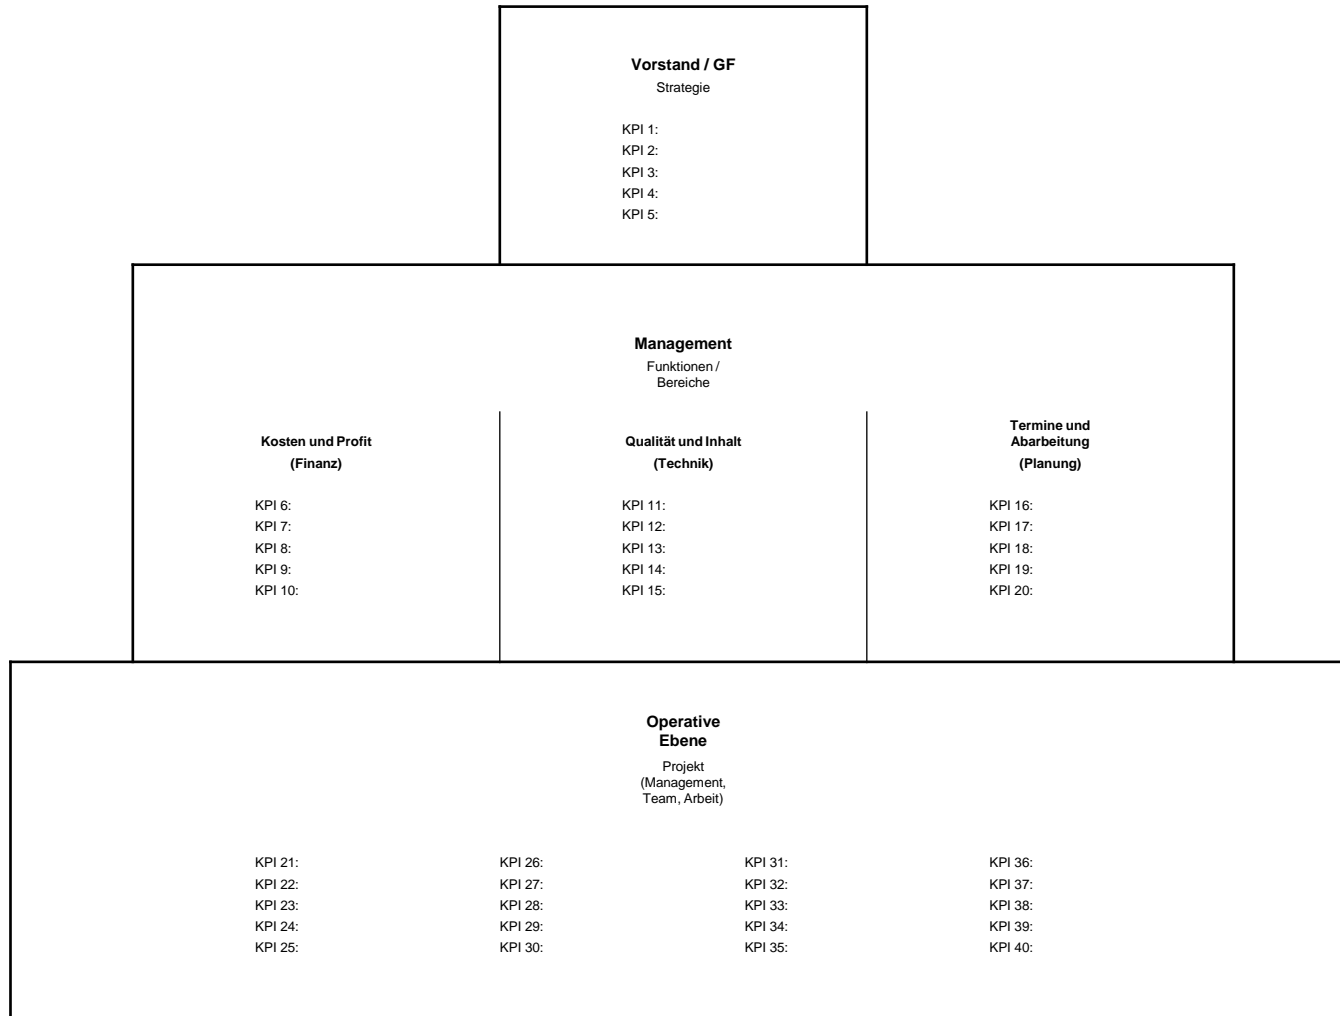 Vorstand / GF
Strategie
KPI 1:
KPI 2:
KPI 3:
KPI 4:
KPI 5:
Management
Funktionen /
Bereiche
Kosten und Profit
(Finanz)
KPI 6:
KPI 7:
KPI 8:
KPI 9:
KPI 10:
Qualität und Inhalt
(Technik)
KPI 11:
KPI 12:
KPI 13:
KPI 14:
KPI 15:
Termine und
Abarbeitung
(Planung)
KPI 16:
KPI 17:
KPI 18:
KPI 19:
KPI 20:
Operative
Ebene
Projekt
(Management,
Team, Arbeit)
KPI 21:
KPI 22:
KPI 23:
KPI 24:
KPI 25:
KPI 26:
KPI 27:
KPI 28:
KPI 29:
KPI 30:
KPI 31:
KPI 32:
KPI 33:
KPI 34:
KPI 35:
KPI 36:
KPI 37:
KPI 38:
KPI 39:
KPI 40: